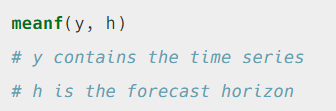 meanf(y, h)
# y contains the time series
# h is the forecast horizon